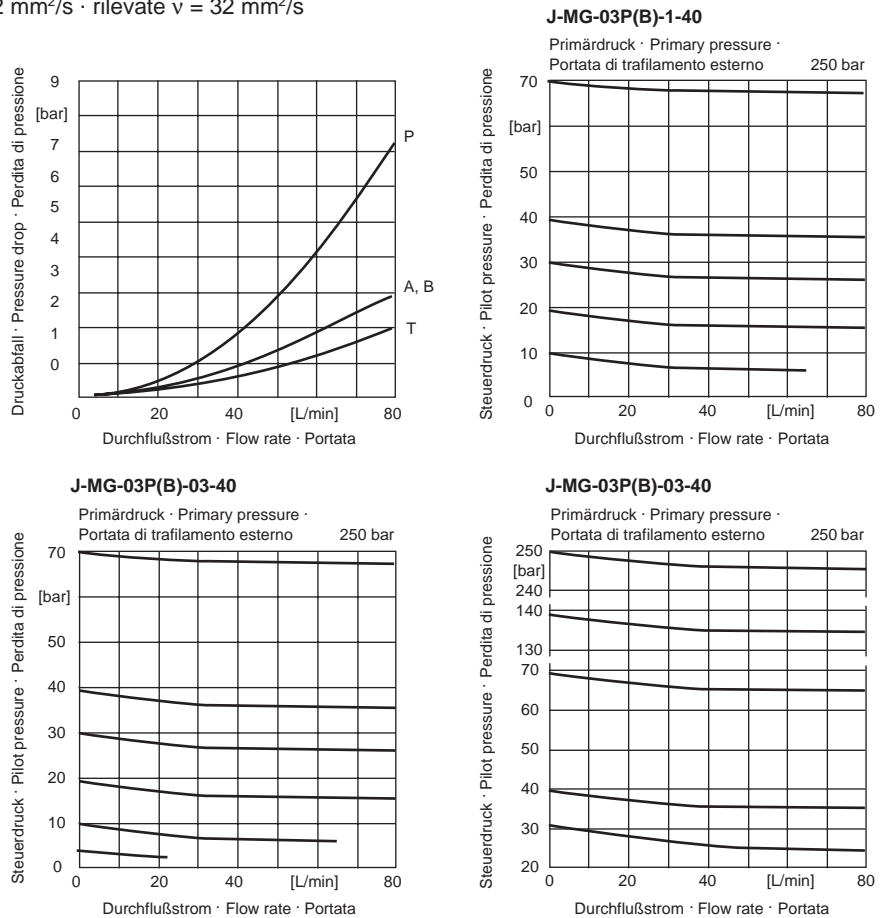 2 mm²/s · rilevate ν = 32 mm²/s
Druckabfall · Pressure drop · Perdita di pressione
9
[bar]
7
6
5
4
3
2
1
0
P
A, B
T
0 20 40 [L/min] 80
Durchflußstrom · Flow rate · Portata
J-MG-03P(B)-1-40
Primärdruck · Primary pressure ·
Portata di trafilamento esterno 250 bar
Steuerdruck · Pilot pressure · Perdita di pressione
70
[bar]
50
40
30
20
10
0
0 20 40 [L/min] 80
Durchflußstrom · Flow rate · Portata
J-MG-03P(B)-03-40
Primärdruck · Primary pressure ·
Portata di trafilamento esterno 250 bar
Steuerdruck · Pilot pressure · Perdita di pressione
70
[bar]
50
40
30
20
10
0
0 20 40 [L/min] 80
Durchflußstrom · Flow rate · Portata
J-MG-03P(B)-03-40
Primärdruck · Primary pressure ·
Portata di trafilamento esterno 250 bar
Steuerdruck · Pilot pressure · Perdita di pressione
250
[bar]
240
140
130
70
60
50
40
30
20
0 20 40 [L/min] 80
Durchflußstrom · Flow rate · Portata